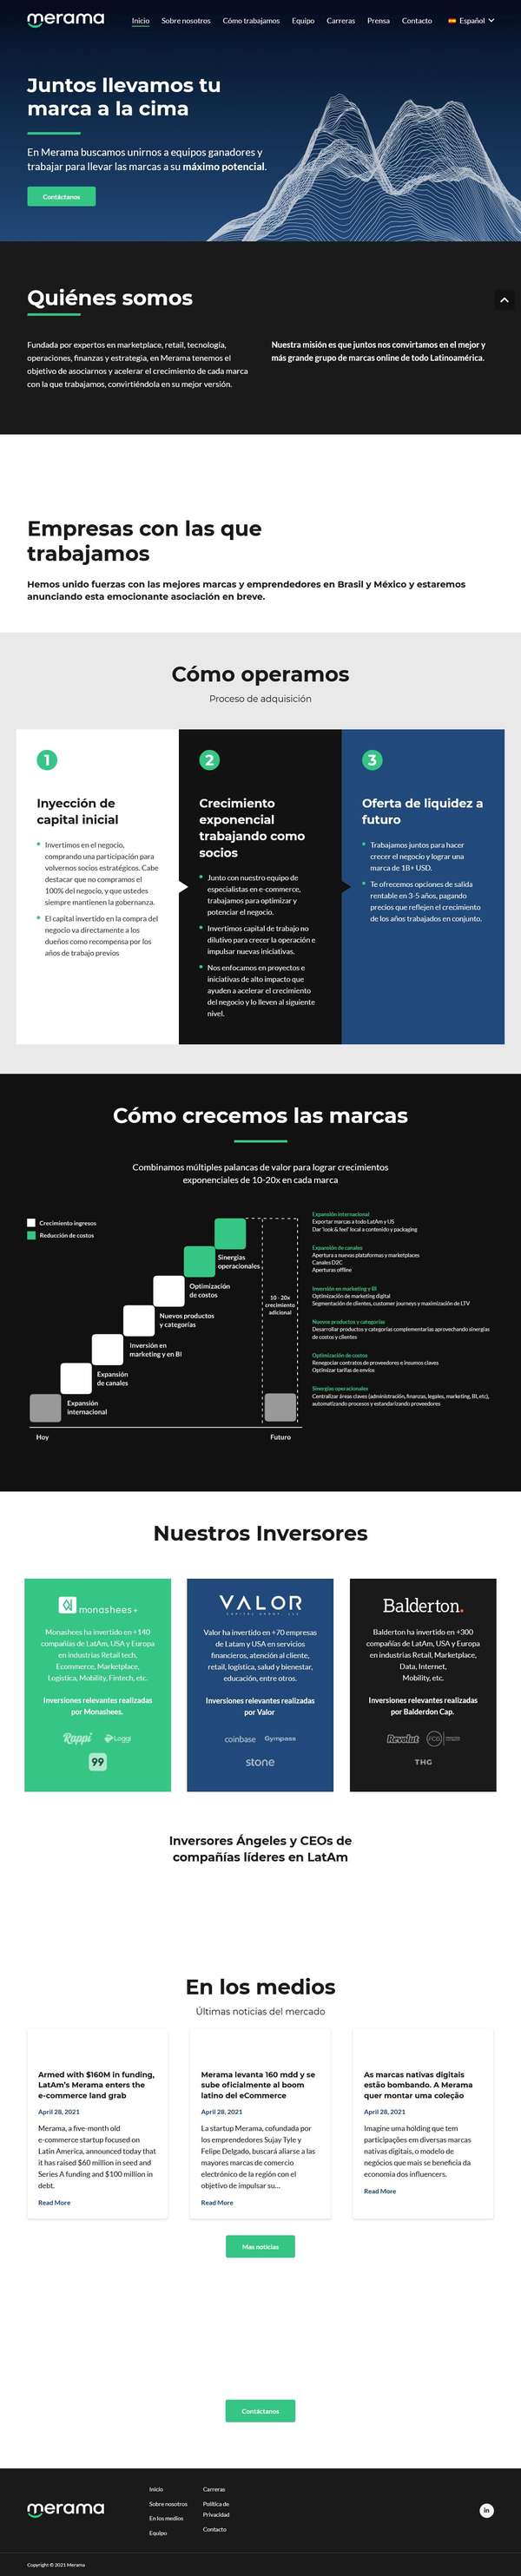 merama
Inicio Sobre nosotros Cómo trabajamos Equipo Carreras Prensa Contacto Español
Juntos llevamos tu
marca a la cima
En Merama buscamos unirnos a equipos ganadores y
trabajar para llevar las marcas a su máximo potencial.
Contáctanos
Quiénes somos
Fundada por expertos en marketplace, retail, tecnología,
operaciones, finanzas y estrategia, en Merama tenemos el
objetivo de asociarnos y acelerar el crecimiento de cada marca
con la que trabajamos, convirtiéndola en su mejor versión.
Nuestra misión es que juntos nos convirtamos en el mejor y
más grande grupo de marcas online de todo Latinoamérica.
Empresas con las que
trabajamos
Hemos unido fuerzas con las mejores marcas y emprendedores en Brasil y México y estaremos
anunciando esta emocionante asociación en breve.
Cómo operamos
Proceso de adquisición
1
Inyección de
capital inicial
Invertimos en el negocio,
comprando una participación para
volvernos socios estratégicos. Cabe
destacar que no compramos el
100% del negocio, y que ustedes
siempre mantienen la gobernanza.
El capital invertido en la compra del
negocio va directamente a los
dueños como recompensa por los
años de trabajo previos
2
Crecimiento
exponencial
trabajando como
socios
Junto con nuestro equipo de
especialistas en e-commerce,
trabajamos para optimizar y
potenciar el negocio.
Invertimos capital de trabajo no
dilutivo para crecer la operación e
impulsar nuevas iniciativas.
Nos enfocamos en proyectos e
iniciativas de alto impacto que
ayuden a acelerar el crecimiento
del negocio y lo lleven al siguiente
nivel.
3
Oferta de liquidez a
futuro
Trabajamos juntos para hacer
crecer el negocio y lograr una
marca de 1B+ USD.
Te ofrecemos opciones de salida
rentable en 3-5 años, pagando
precios que reflejen el crecimiento
de los años trabajados en conjunto.
Cómo crecemos las marcas
Combinamos múltiples palancas de valor para lograr crecimientos
exponenciales de 10-20x en cada marca
Crecimiento ingresos
Reducción de costos
Sinergias
operacionales
Optimización
de costos
Nuevos productos
y categorías
Inversión en
marketing y en BI
Expansión
de canales
Expansión
internacional
10 - 20x
crecimiento
adicional
Hoy
Futuro
Expansión internacional
Exportar marcas a todo LatAm y US
Dar 'look & feel' local a contenido y packaging
Expansión de canales
Apertura a nuevas plataformas y marketplaces
Canales D2C
Aperturas offline
Inversión en marketing y BI
Optimización de marketing digital
Segmentación de clientes, customer journeys y maximización de LTV
Nuevos productos y categorías
Desarrollar productos y categorías complementarias aprovechando sinergias
de costos y clientes
Optimización de costos
Renegociar contratos de proveedores e insumos claves
Optimizar tarifas de envíos
Sinergias operacionales
Centralizar áreas claves (administración, finanzas, legales, marketing, BI, etc),
automatizando procesos y estandarizando proveedores
Nuestros Inversores
monashees+
Monashees ha invertido en +140
compañías de LatAm, USA y Europa
en industrias Retail tech,
Ecommerce, Marketplace,
Logística, Mobility, Fintech, etc.
Inversiones relevantes realizadas
por Monashees.
Rappi Loggi
99
VALOR
CAPITAL GROUP, LLC
Valor ha invertido en +70 empresas
de Latam y USA en servicios
financieros, atención al cliente,
retail, logística, salud y bienestar,
educación, entre otros.
Inversiones relevantes realizadas
por Valor
coinbase Gympass
stone
Balderton.
Balderton ha invertido en +300
compañías de LatAm, USA y Europa
en industrias Retail, Marketplace,
Data, Internet,
Mobility, etc.
Inversiones relevantes realizadas
por Balderdon Cap.
Revolut
THG
Inversores Ángeles y CEOs de
compañías líderes en LatAm
En los medios
Últimas noticias del mercado
Armed with $160M in funding,
LatAm's Merama enters the
e-commerce land grab
April 28, 2021
Merama, a five-month old
e-commerce startup focused on
Latin America, announced today that
it has raised $60 million in seed and
Series A funding and $100 million in
debt.
Read More
Merama levanta 160 mdd y se
sube oficialmente al boom
latino del eCommerce
April 28, 2021
La startup Merama, cofundada por
los emprendedores Sujay Tyle y
Felipe Delgado, buscará aliarse a las
mayores marcas de comercio
electrónico de la región con el
objetivo de impulsar su...
Read More
As marcas nativas digitais
estão bombando. A Merama
quer montar uma coleção
April 28, 2021
Imagine uma holding que tem
participações em diversas marcas
nativas digitais, o modelo de
negócios que mais se beneficia da
economia dos influencers.
Read More
Mas noticias
Contáctanos
merama
Inicio
Sobre nosotros
En los medios
Equipo
Carreras
Política de
Privacidad
Contacto
in
Copyright © 2021 Merama